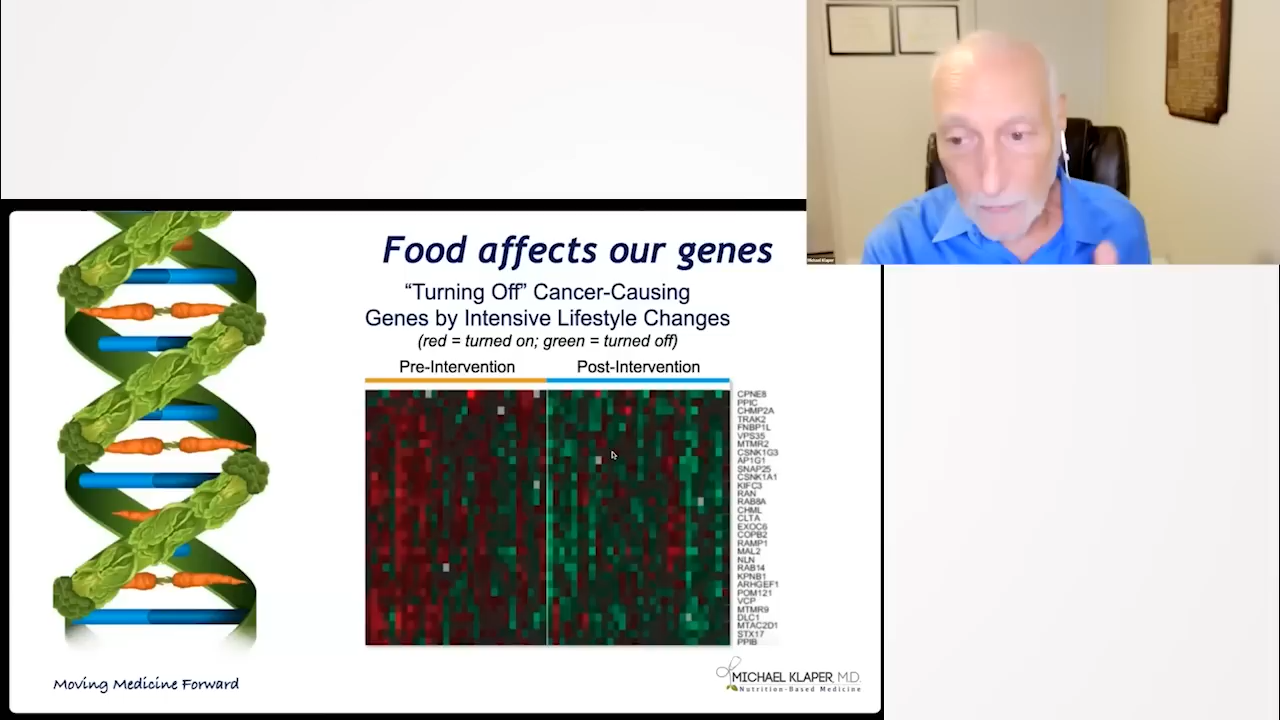 Michael Klaper
Food affects our genes
“Turning Off” Cancer-Causing
Genes by Intensive Lifestyle Changes
(red = turned on; green = turned off)
Pre-Intervention
Post-Intervention
CPNE8
PPIC
CHMP2A
TRAK2
FNBP1L
VPS35
MTMR2
CSNK1G3
AP1G1
SNAP25
CSNK1A1
KIFC3
RAN
RAB8A
CHML
CLTA
EXOC6
COPB2
RAMP1
MAL2
NLN
RAB14
KPNB1
ARHGEF1
POM121
VCP
MTMR9
DLC1
MTAC2D1
STX17
PPIB
Moving Medicine Forward
MICHAEL KLAPER, M.D.
Nutrition-Based Medicine